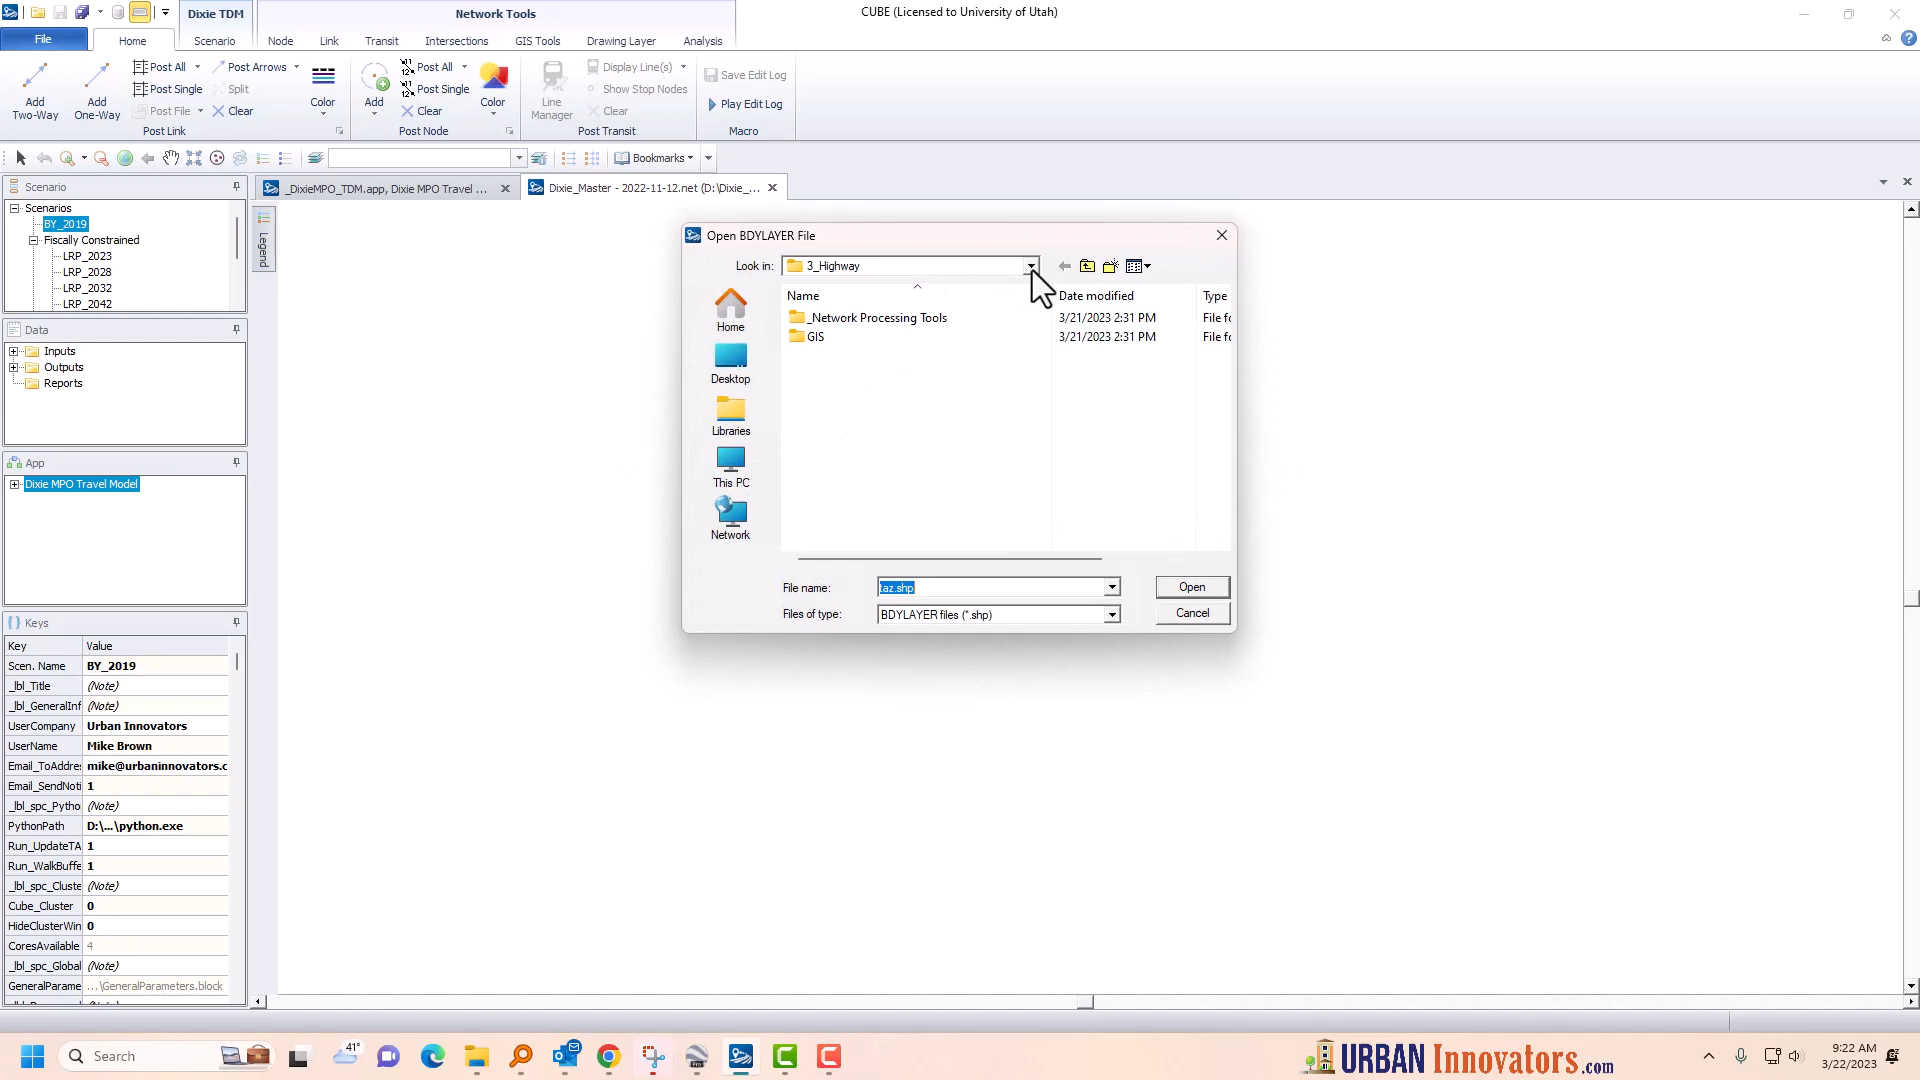 Dixie TDM
Network Tools
CUBE (Licensed to University of Utah)
File
Home
Scenario
Node
Link
Transit
Intersections
GIS Tools
Drawing Layer
Analysis
Add
Two-Way
Add
One-Way
Post All
Post Single
Post File
Post Arrows
Split
Clear
Color
Post Link
Add
Post All
Post Single
Clear
Color
Post Node
Line
Manager
Display Line(s)
Show Stop Nodes
Clear
Post Transit
Save Edit Log
Play Edit Log
Macro
Bookmarks
Scenario
Scenarios
BY_2019
Fiscally Constrained
LRP_2023
LRP_2028
LRP_2032
LRP_2042
Data
Inputs
Outputs
Reports
App
Dixie MPO Travel Model
Keys
Key Value
Scen. Name BY_2019
_lbl_Title (Note)
_lbl_GeneralInf (Note)
UserCompany Urban Innovators
UserName Mike Brown
Email_ToAddre: mike@urbaninnovators.c
Email_SendNoti 1
_lbl_spc_Pytho (Note)
PythonPath D:\...\python.exe
Run_UpdateTA 1
Run_WalkBuffe 1
_lbl_spc_Cluste (Note)
Cube_Cluster 0
HideClusterWin 0
CoresAvailable 4
_lbl_spc_Global (Note)
GeneralParame ...\GeneralParameters.block
_DixieMPO_TDM.app, Dixie MPO Travel ...
Dixie_Master - 2022-11-12.net (D:\Dixie_...
Legend
Open BDYLAYER File
Look in: 3_Highway
Home
Desktop
Libraries
This PC
Network
Name Date modified Type
_Network Processing Tools 3/21/2023 2:31 PM File fo
GIS 3/21/2023 2:31 PM File fo
File name: taz.shp
Open
Files of type: BDYLAYER files (*.shp)
Cancel
Search
41°
URBAN Innovators.com
9:22 AM
3/22/2023